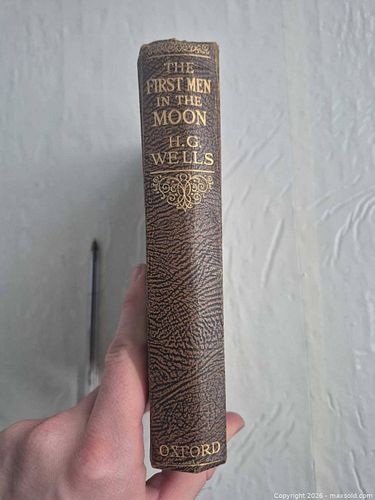 THE
FIRST MEN
IN THE
MOON
H.G.
WELLS
OXFORD
Copyright 2026 - maxsold.com